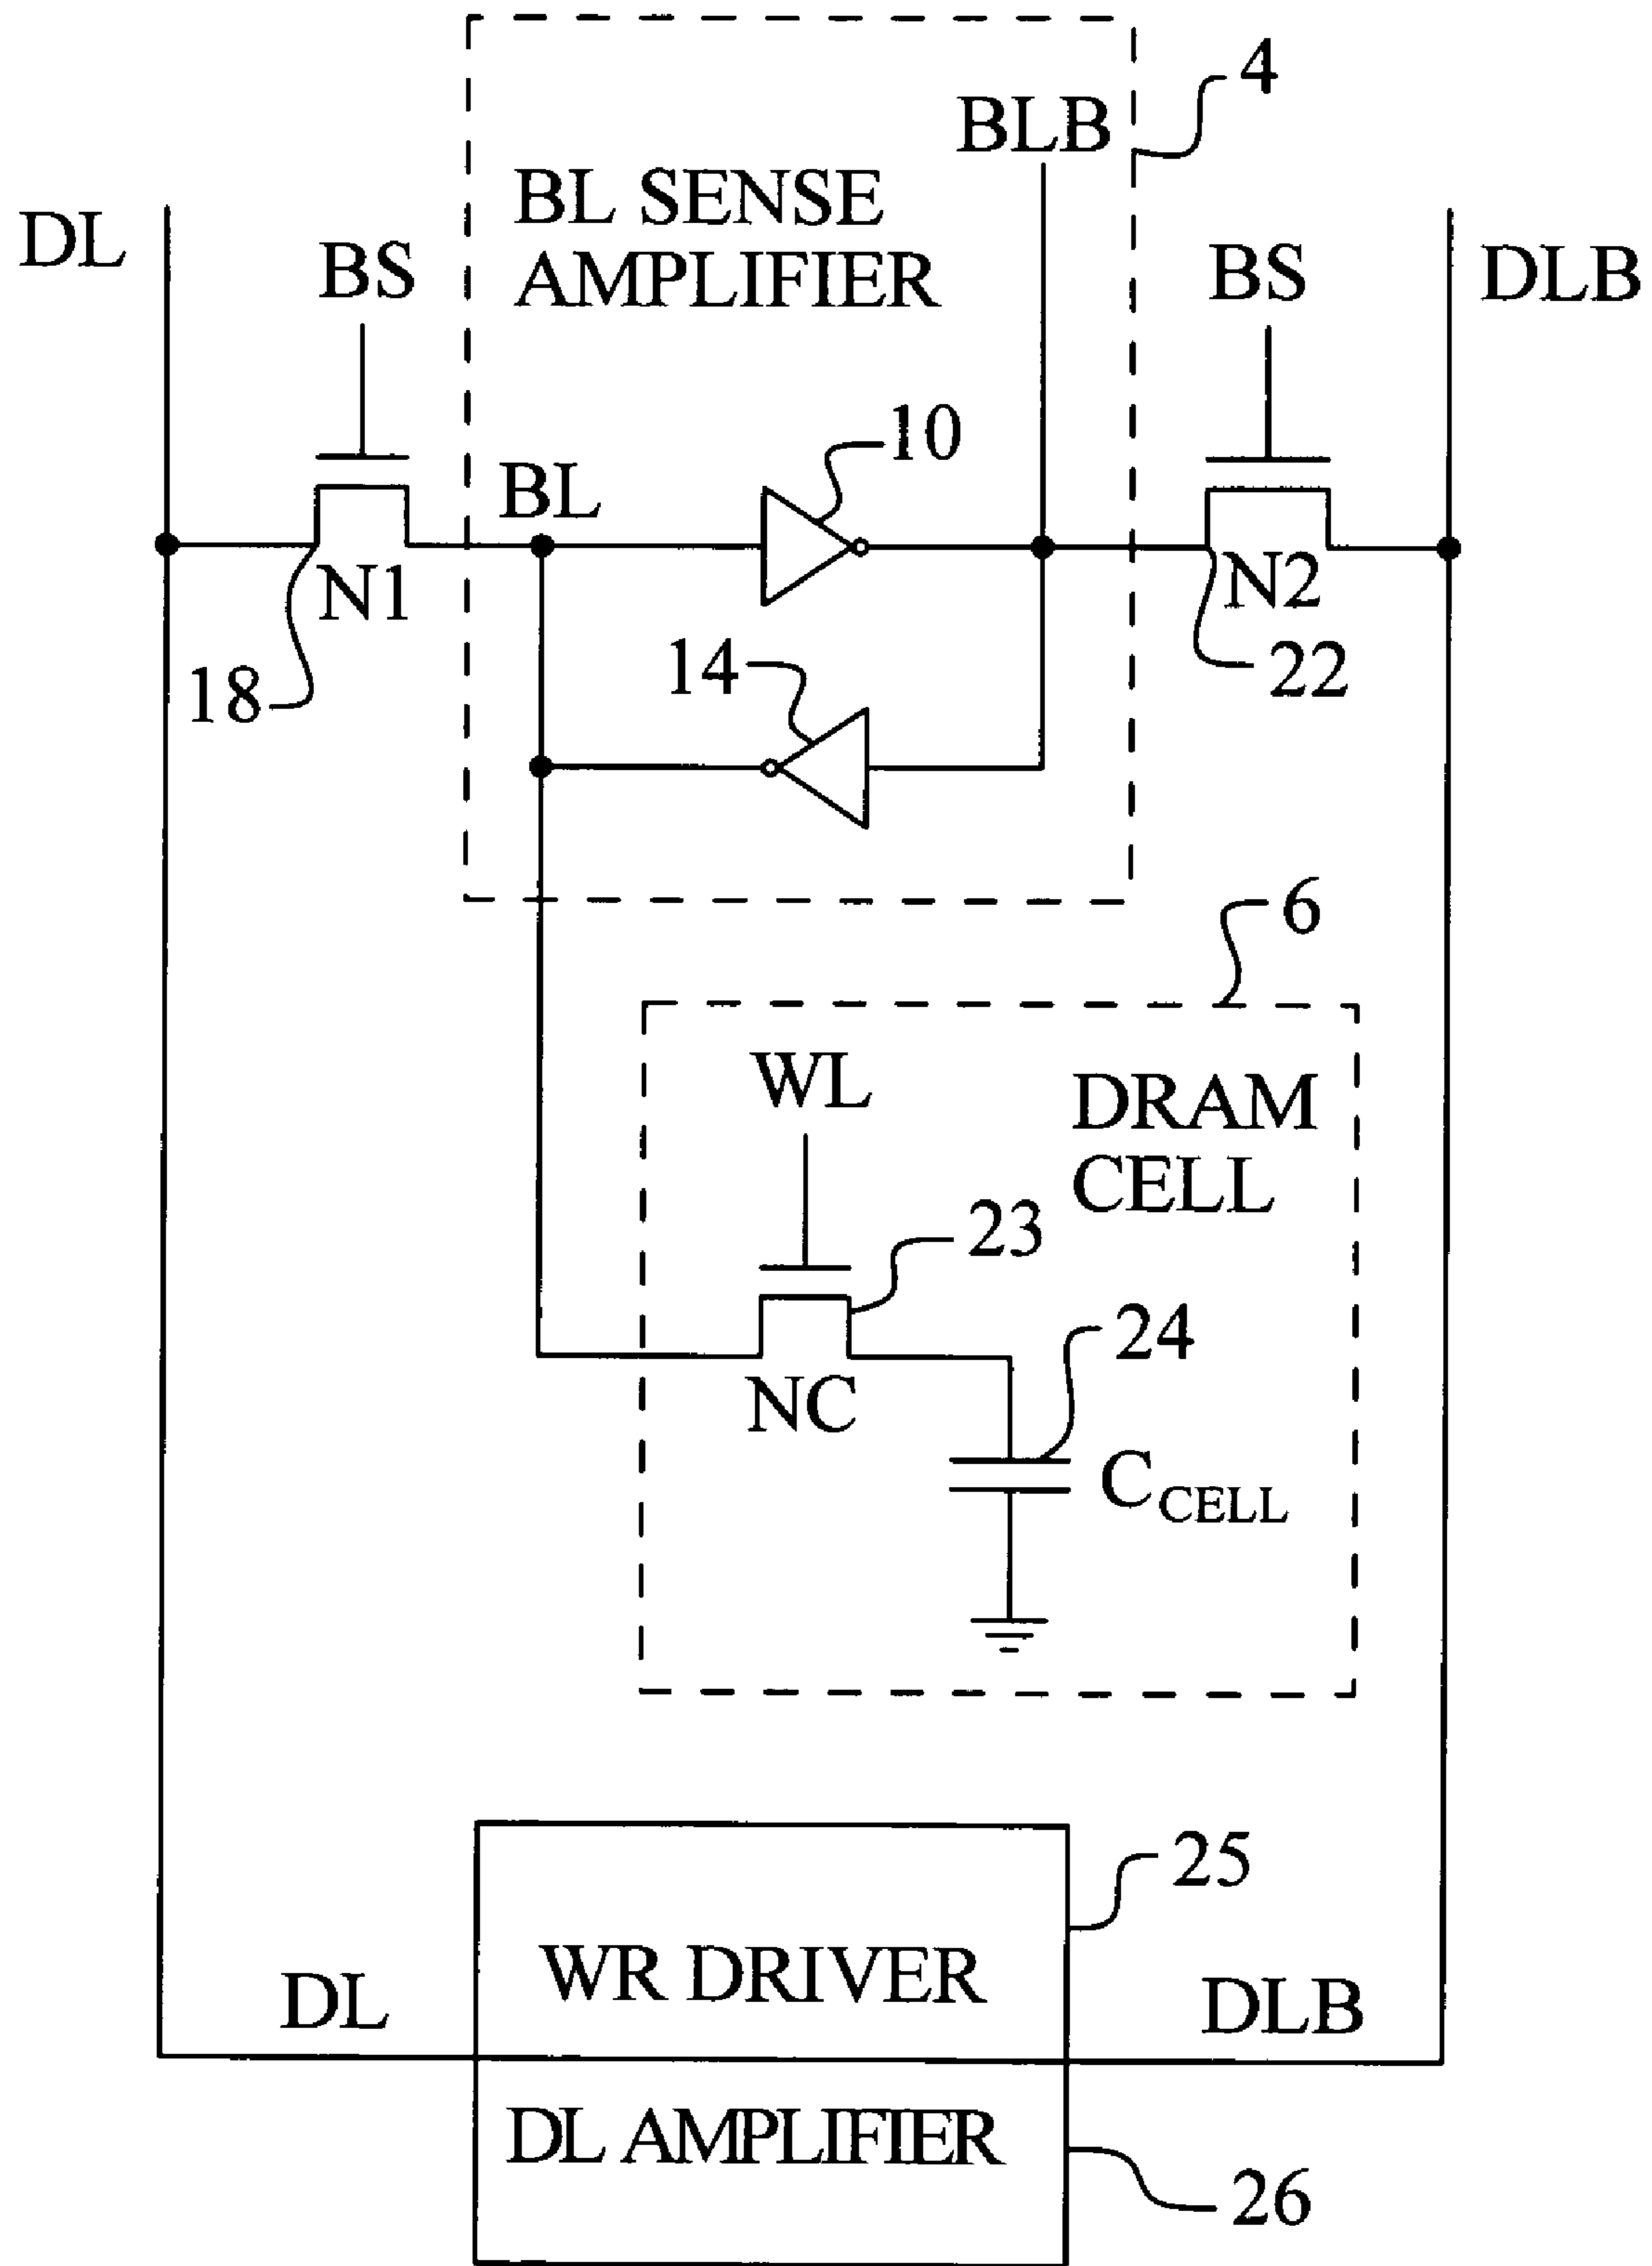 4
BLB
BL SENSE
AMPLIFIER
DL
BS
BS
DLB
10
BL
N1
N2
14
18
22
6
WL
DRAM
CELL
23
24
NC
C_CELL
25
WR DRIVER
DL
DLB
DL AMPLIFIER
26